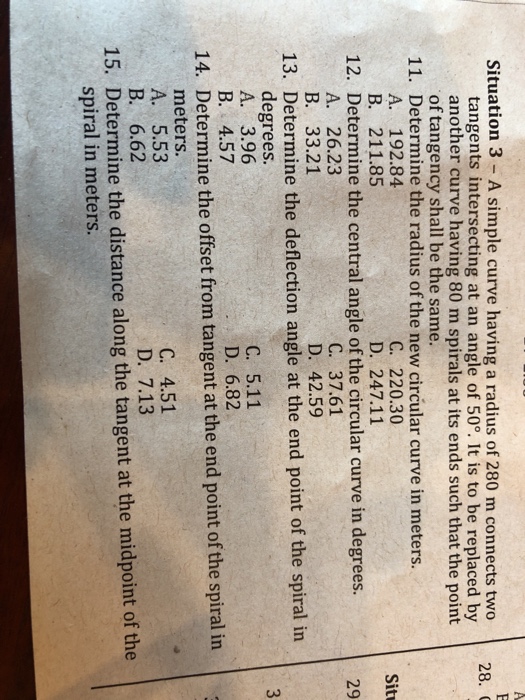 Situation 3 – A simple curve having a radius of 280 m connects two
tangents intersecting at an angle of 50°. It is to be replaced by
another curve having 80 m spirals at its ends such that the point
of tangency shall be the same.
11. Determine the radius of the new circular curve in meters.
A. 192.84 C. 220.30
B. 211.85 D. 247.11
12. Determine the central angle of the circular curve in degrees.
A. 26.23 C. 37.61
B. 33.21 D. 42.59
13. Determine the deflection angle at the end point of the spiral in
degrees.
A. 3.96 C. 5.11
B. 4.57 D. 6.82
14. Determine the offset from tangent at the end point of the spiral in
meters.
A. 5.53 C. 4.51
B. 6.62 D. 7.13
15. Determine the distance along the tangent at the midpoint of the
spiral in meters.
28.
Situ
29
3